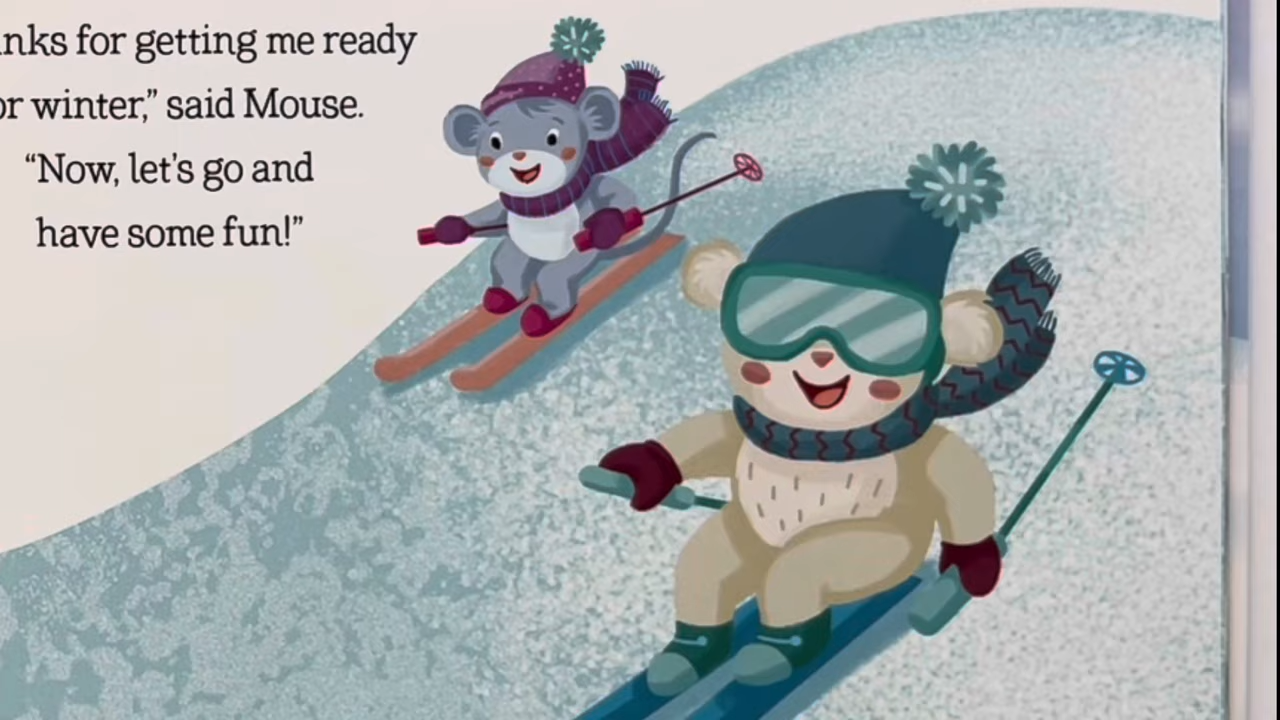 nks for getting me ready
or winter,” said Mouse.
“Now, let’s go and
have some fun!”